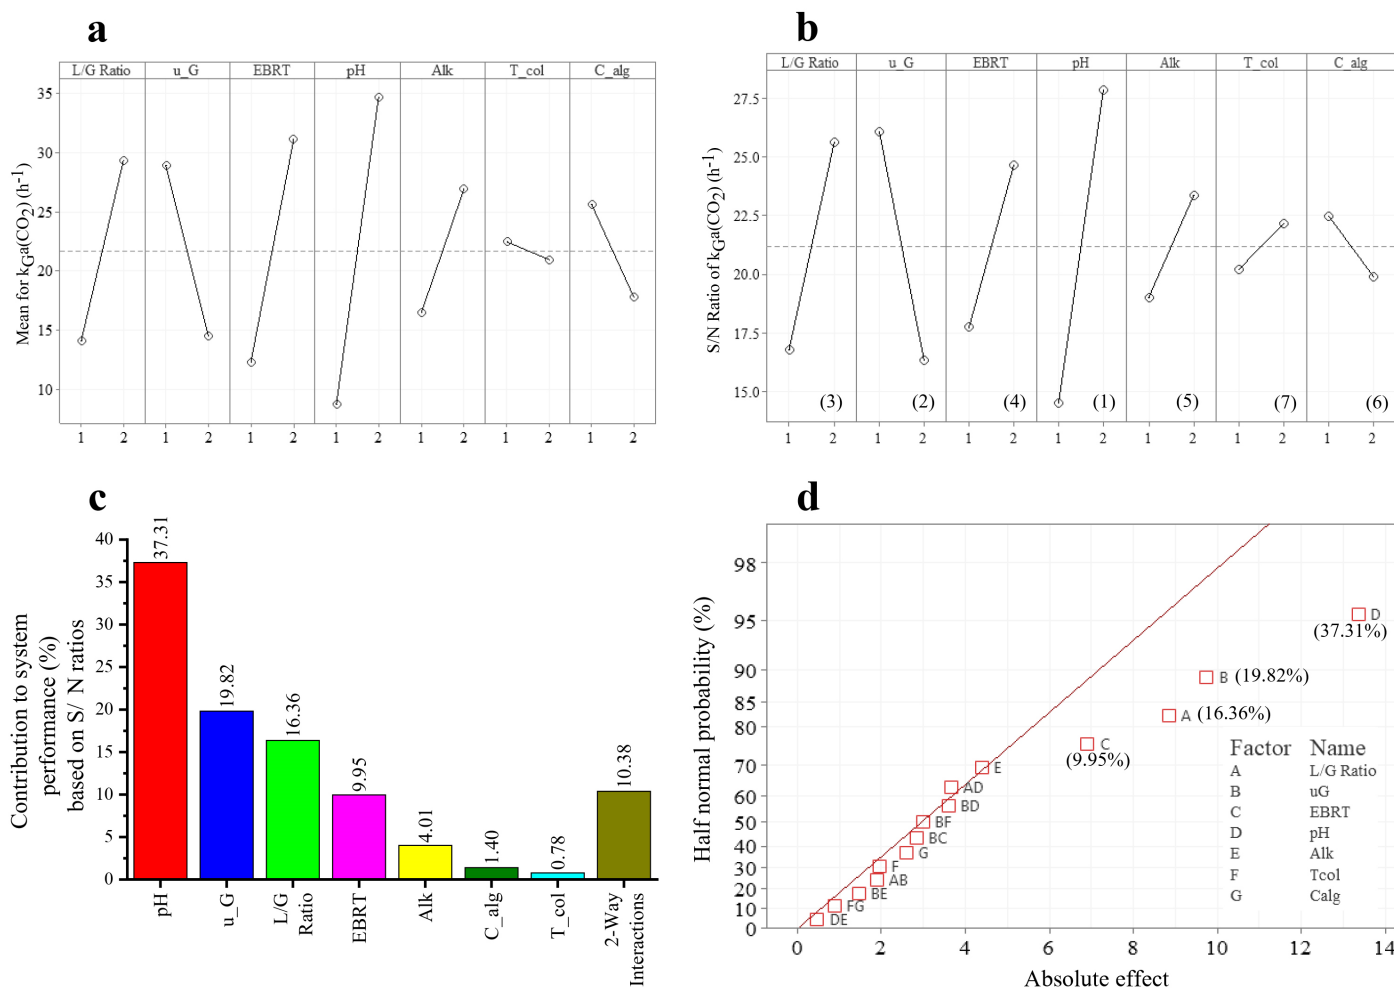 a
L/G Ratio u_G EBRT pH Alk T_col C_alg
Mean for kGa(CO2) (h-1)
35
30
25
20
15
10
1 2 1 2 1 2 1 2 1 2 1 2 1 2
b
L/G Ratio u_G EBRT pH Alk T_col C_alg
S/N Ratio of kGa(CO2) (h-1)
27.5
25.0
22.5
20.0
17.5
15.0
(3) (2) (4) (1) (5) (7) (6)
1 2 1 2 1 2 1 2 1 2 1 2 1 2
c
Contribution to system
performance (%)
based on S/ N ratios
40
35
30
25
20
15
10
5
0
37.31
19.82
16.36
9.95
4.01
1.40
0.78
10.38
pH
u_G
L/G
Ratio
EBRT
Alk
C_alg
T_col
2-Way
Interactions
d
Half normal probability (%)
98
95
90
85
80
70
60
50
40
30
20
10
0
D
(37.31%)
B (19.82%)
A (16.36%)
C
(9.95%)
E
AD
BD
BF
BC
G
F
AB
BE
FG
DE
Factor Name
A L/G Ratio
B uG
C EBRT
D pH
E Alk
F Tcol
G Calg
0 2 4 6 8 10 12 14
Absolute effect